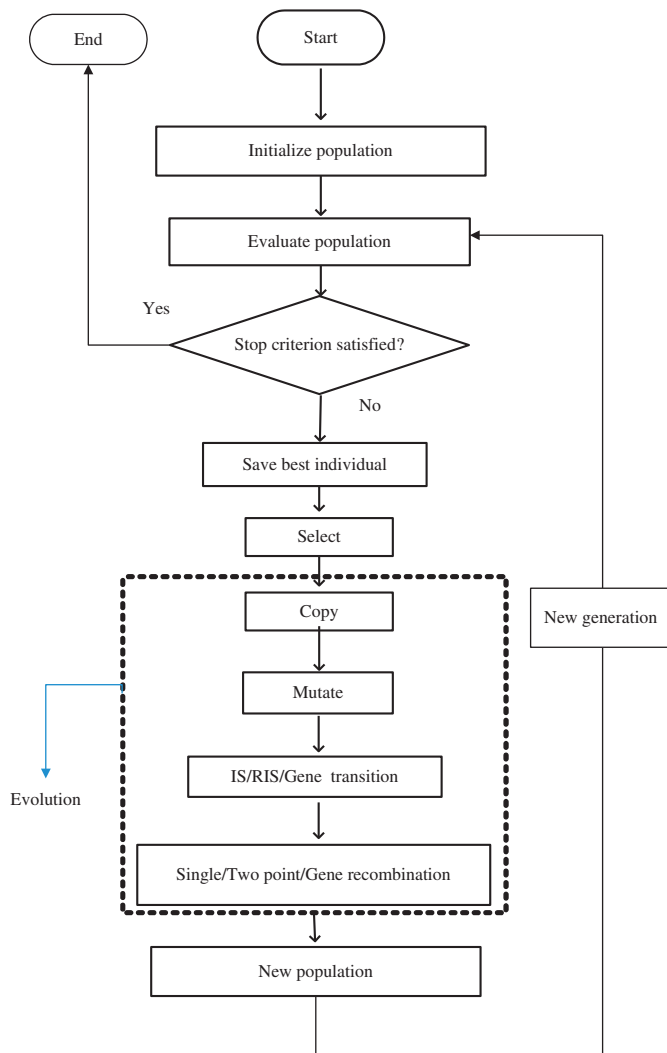 End
Start
Initialize population
Evaluate population
Yes
Stop criterion satisfied?
No
Save best individual
Select
Copy
New generation
Mutate
IS/RIS/Gene transition
Evolution
Single/Two point/Gene recombination
New population